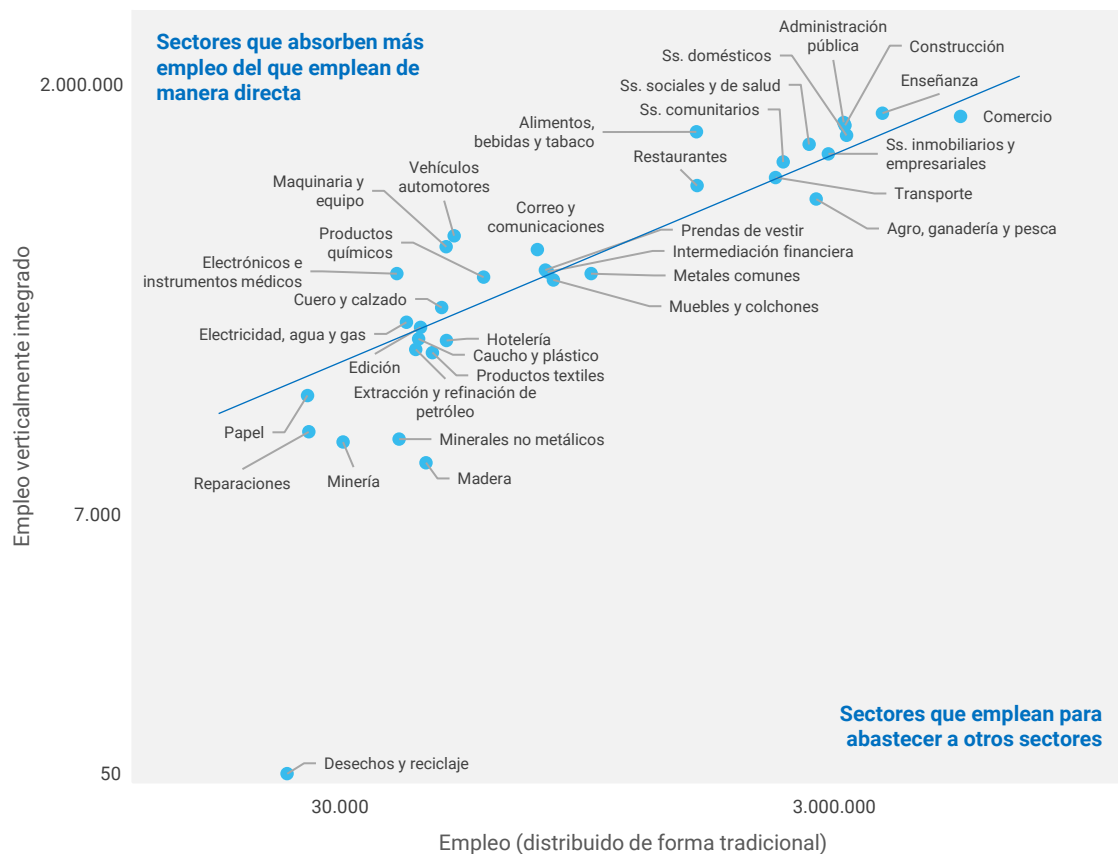 Sectores que absorben más
empleo del que emplean de
manera directa
Administración
pública
Construcción
Ss. domésticos
Enseñanza
Ss. sociales y de salud
Ss. comunitarios
Comercio
Alimentos,
bebidas y tabaco
Ss. inmobiliarios y
empresariales
Restaurantes
Vehículos
automotores
Maquinaria y
equipo
Transporte
Correo y
comunicaciones
Agro, ganadería y pesca
Productos
químicos
Prendas de vestir
Intermediación financiera
Electrónicos e
instrumentos médicos
Metales comunes
Cuero y calzado
Muebles y colchones
Electricidad, agua y gas
Hotelería
Edición
Caucho y plástico
Productos textiles
Extracción y refinación de
petróleo
Papel
Minerales no metálicos
Reparaciones
Minería
Madera
Sectores que emplean para
abastecer a otros sectores
Desechos y reciclaje
2.000.000
7.000
50
Empleo verticalmente integrado
30.000
3.000.000
Empleo (distribuido de forma tradicional)